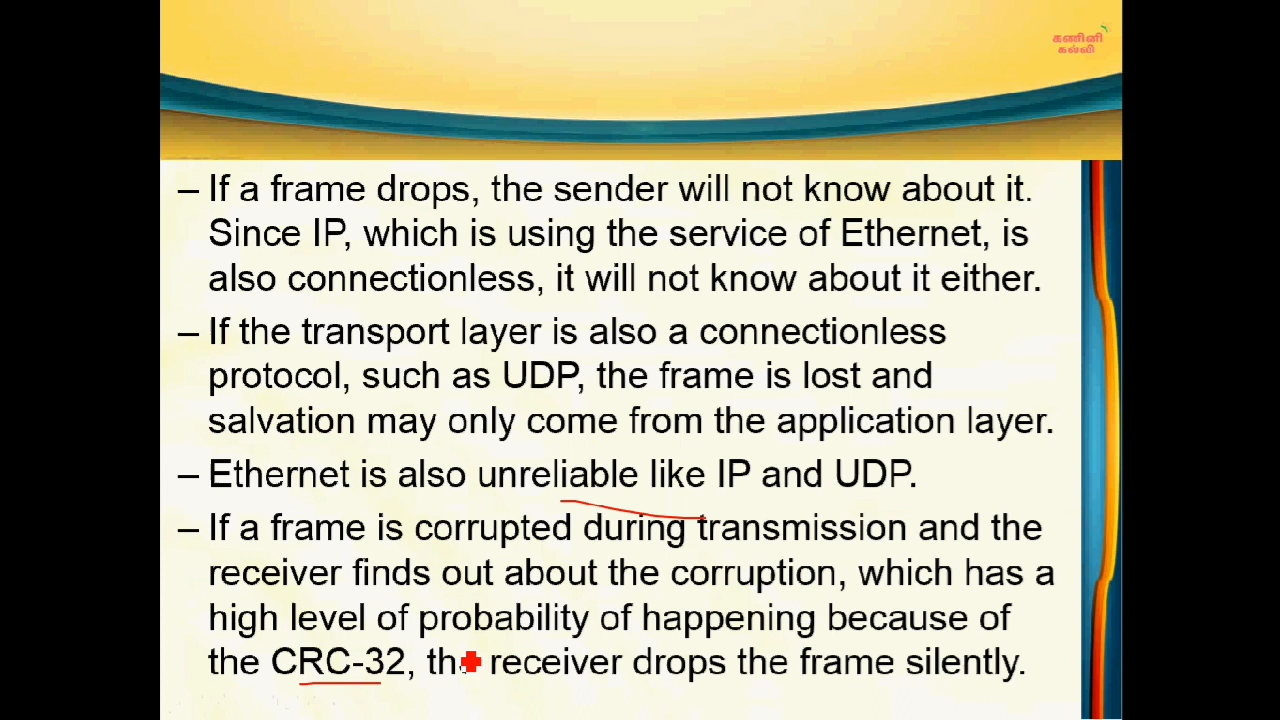 கணினி
கல்வி
– If a frame drops, the sender will not know about it.
Since IP, which is using the service of Ethernet, is
also connectionless, it will not know about it either.
– If the transport layer is also a connectionless
protocol, such as UDP, the frame is lost and
salvation may only come from the application layer.
– Ethernet is also unreliable like IP and UDP.
– If a frame is corrupted during transmission and the
receiver finds out about the corruption, which has a
high level of probability of happening because of
the CRC-32, the receiver drops the frame silently.